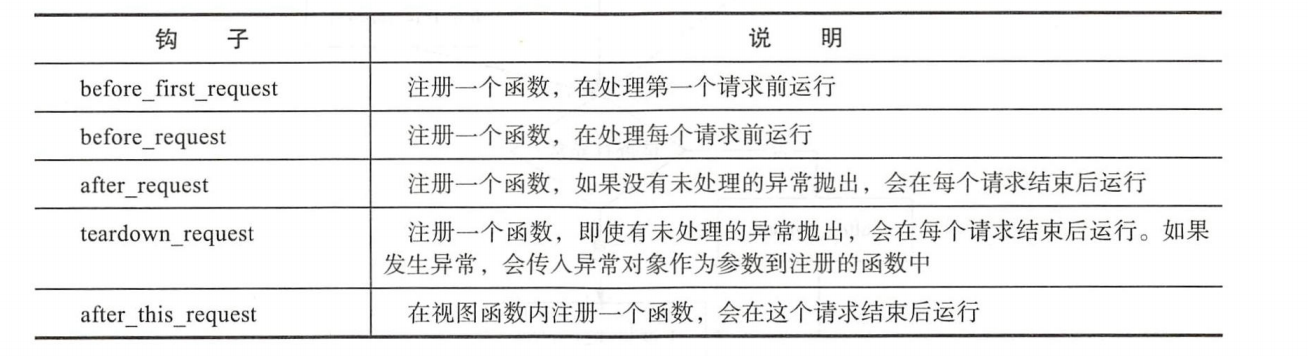 钩 子 说 明
before_first_request 注册一个函数，在处理第一个请求前运行
before_request 注册一个函数，在处理每个请求前运行
after_request 注册一个函数，如果没有未处理的异常抛出，会在每个请求结束后运行
teardown_request 注册一个函数，即使有未处理的异常抛出，会在每个请求结束后运行。如果
发生异常，会传入异常对象作为参数到注册的函数中
after_this_request 在视图函数内注册一个函数，会在这个请求结束后运行